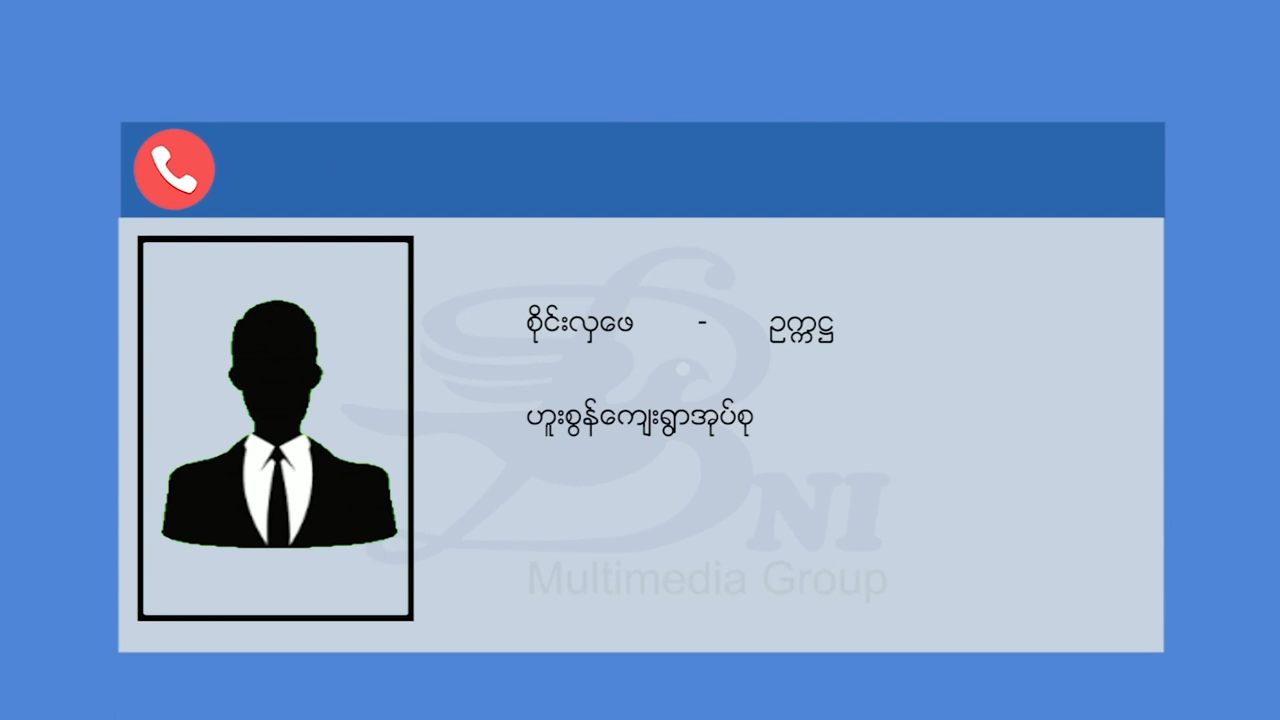 စိုင်းလှဖေ - ဥက္ကဋ္ဌ
ဟူးစွန်ကျေးရွာအုပ်စု
BNI
Multimedia Group